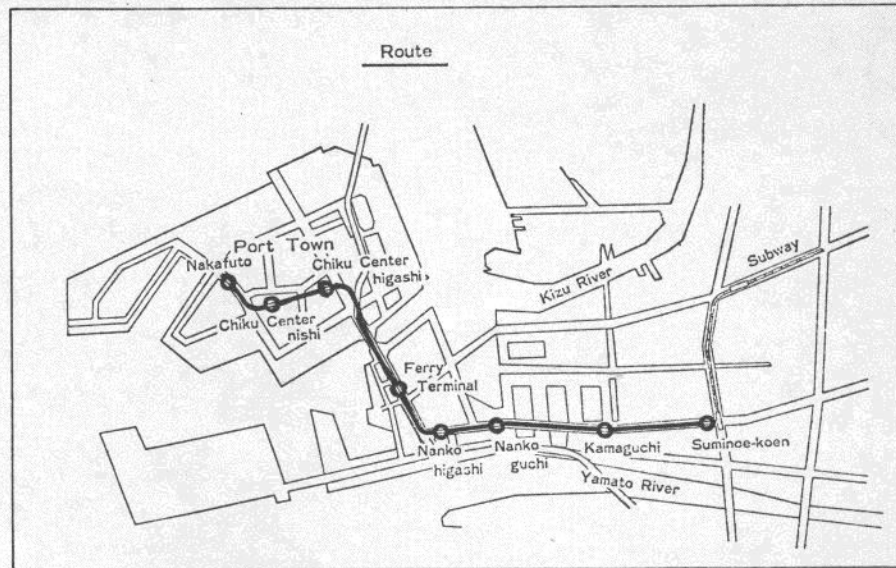 Route
Port Town
Nakafuto
Chiku Center
higashi
Chiku Center
nishi
Kizu River
Subway
Ferry
Terminal
Nanko
higashi
Nanko
guchi
Kamaguchi
Suminoe-koen
Yamato River